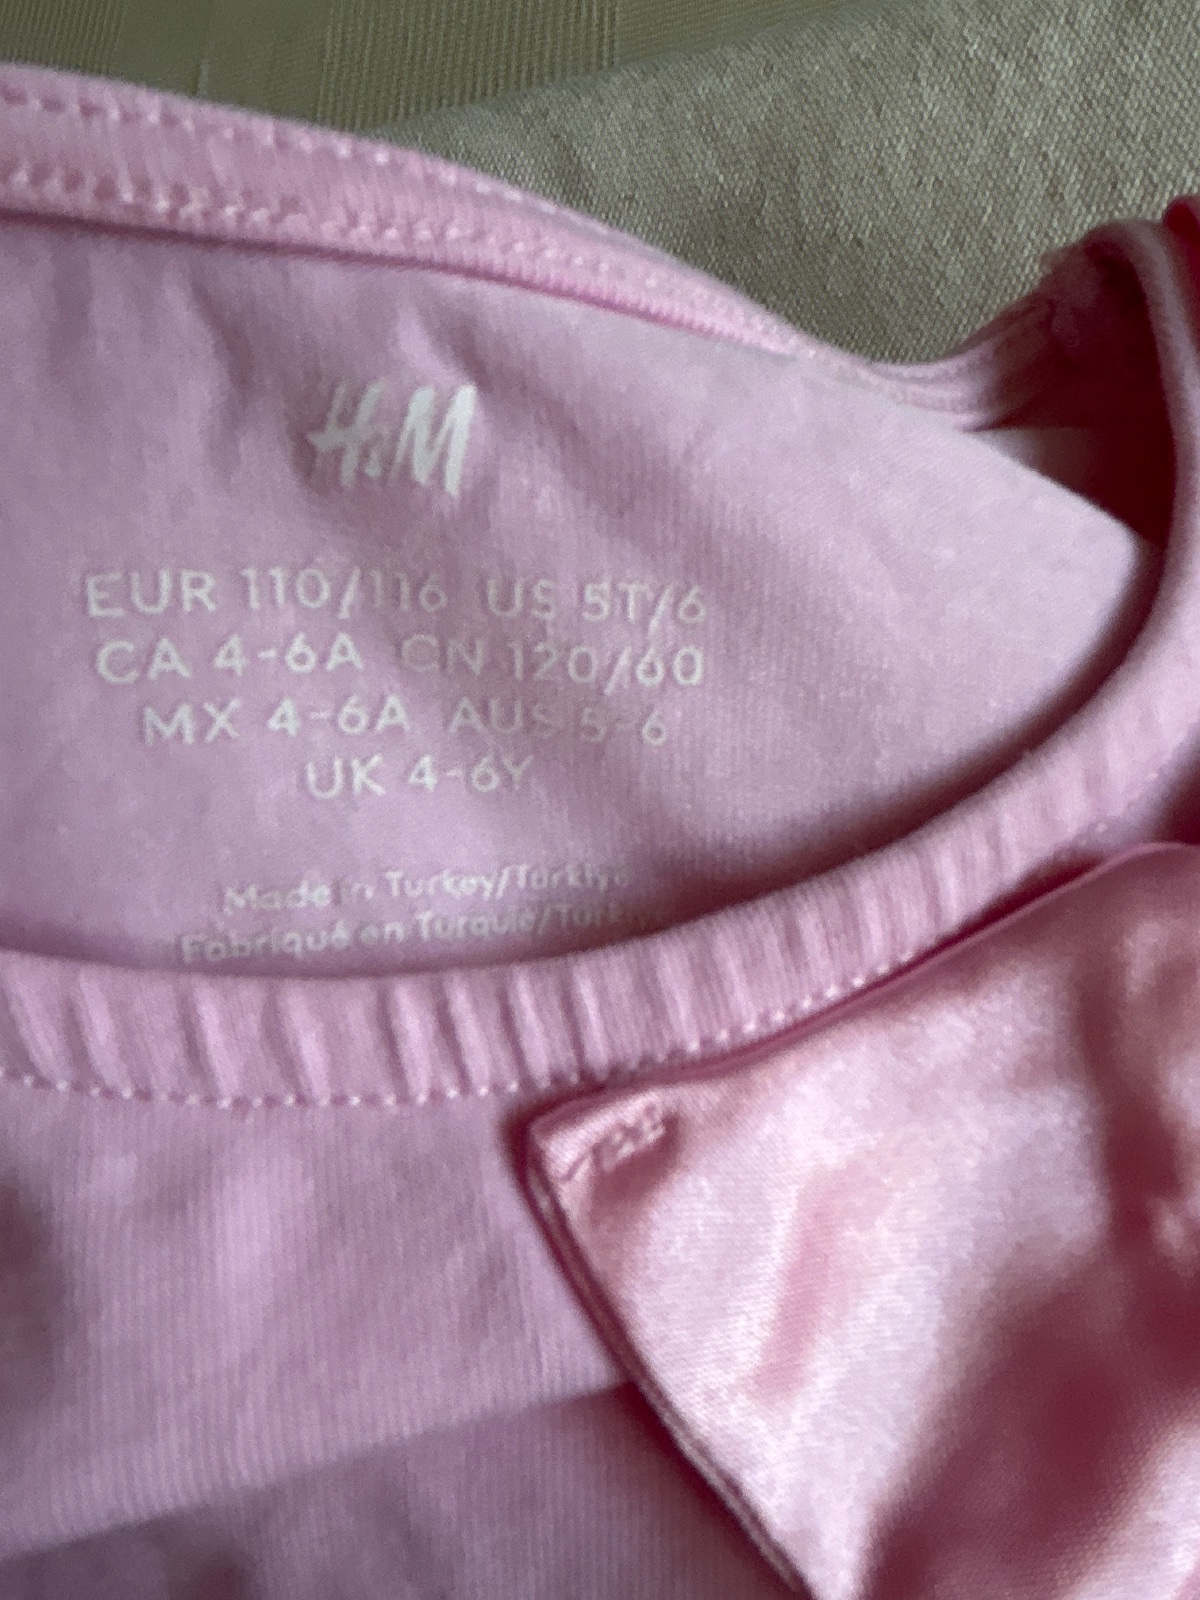 H&M
EUR 110/116 US 5T/6
CA 4-6A CN 120/60
MX 4-6A AUS 5-6
UK 4-6Y
Made in Turkey/Türkiye
Fabriqué en Turquie/